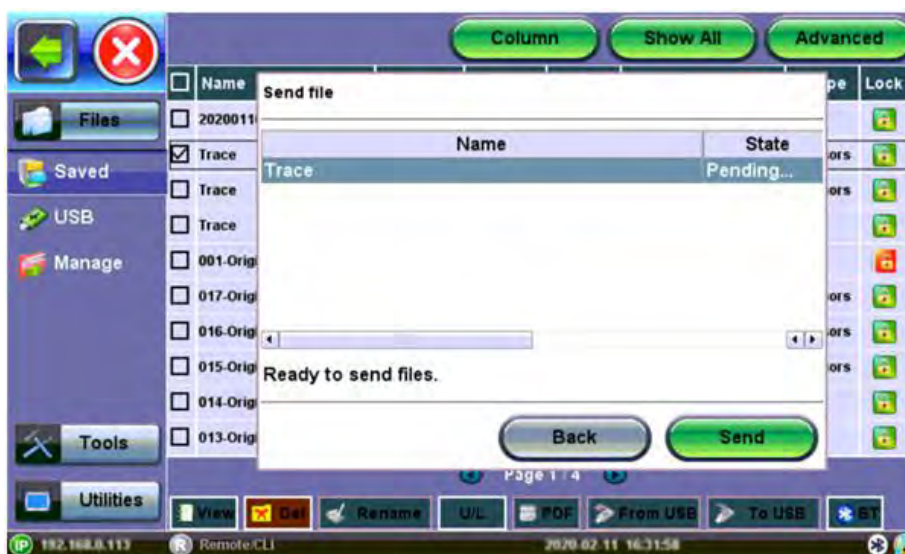 Column
Show All
Advanced
Name
pe
Lock
Send file
Files
2020011
Name
State
Trace
ors
Trace
Pending...
Saved
Trace
ors
USB
Trace
Manage
001-Origi
017-Origi
ors
016-Origi
ors
015-Origi
ors
Ready to send files.
014-Origi
Tools
013-Origi
Back
Send
Page 1 / 4
Utilities
View
Del
Rename
U/L
PDF
From USB
To USB
BT
IP
192.168.0.113
R
Remote/CLI
2020-02-11 16:31:58